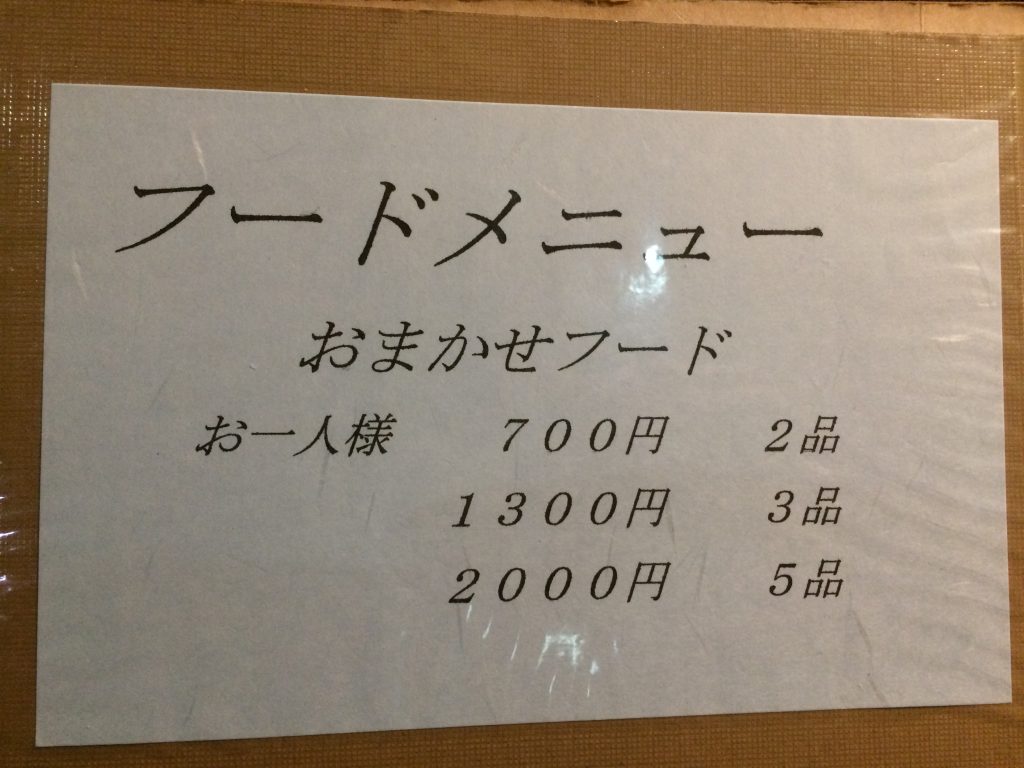 フードメニュー
おまかせフード
お一人様 ７００円 ２品
１３００円 ３品
２０００円 ５品